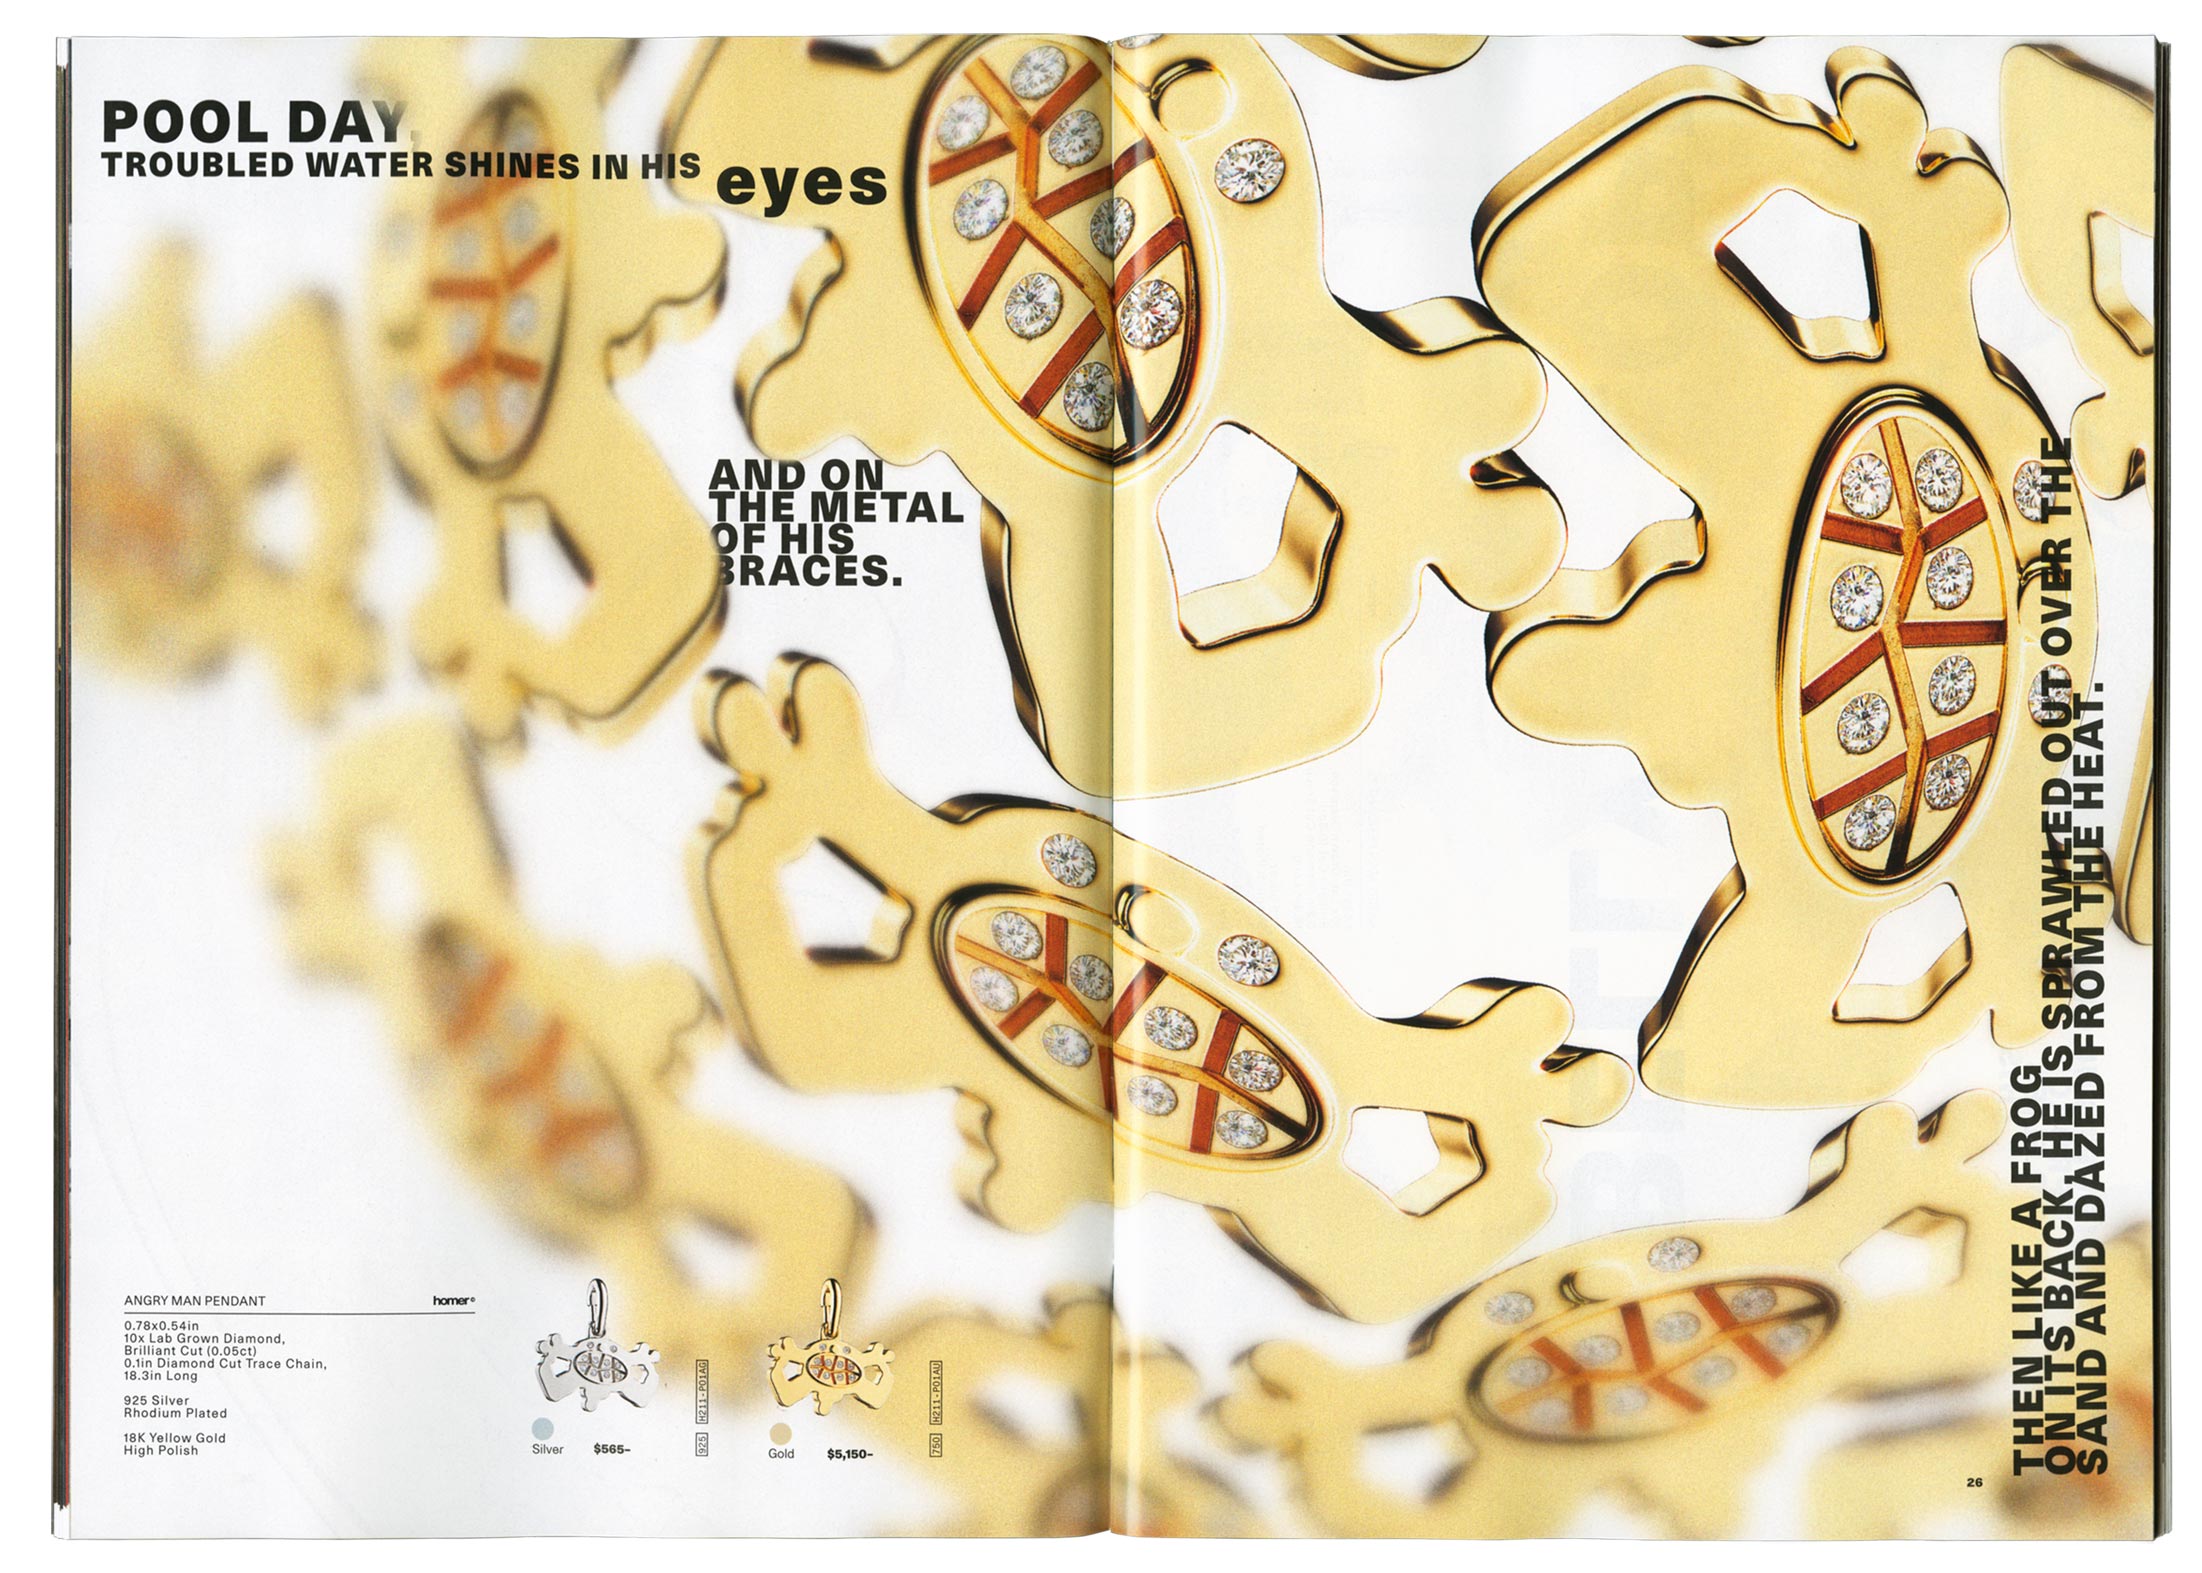 POOL DAY.
TROUBLED WATER SHINES IN HIS eyes
AND ON
THE METAL
OF HIS
BRACES.
THEN LIKE A FROG
ON ITS BACK, HE IS SPRAWLED OUT OVER THE
SAND AND DAZED FROM THE HEAT.
ANGRY MAN PENDANT homer©
0.78x0.54in
10x Lab Grown Diamond,
Brilliant Cut (0.05ct)
0.1in Diamond Cut Trace Chain,
18.3in Long
925 Silver
Rhodium Plated
18K Yellow Gold
High Polish
Silver $565–
925 H211-P01AG
Gold $5,150–
750 H211-P01AU
26